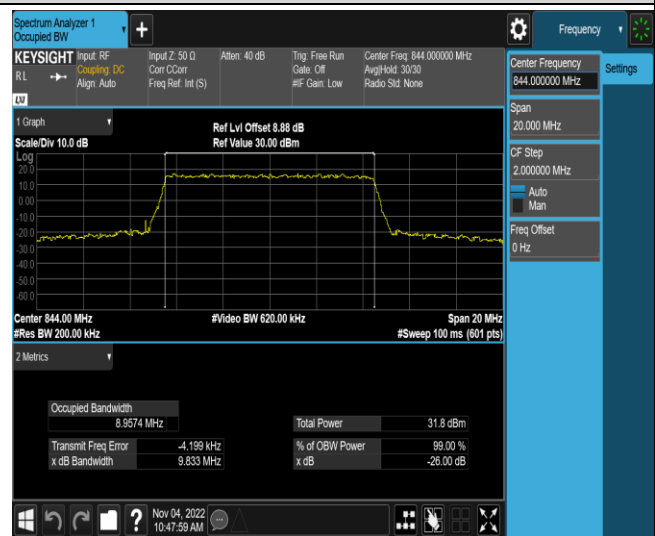 Spectrum Analyzer 1
Occupied BW
+
Frequency
KEYSIGHT
RL
LXI
Input: RF
Coupling: DC
Align: Auto
Input Z: 50 Ω
Corr CCorr
Freq Ref: Int (S)
Atten: 40 dB
Trig: Free Run
Gate: Off
#IF Gain: Low
Center Freq: 844.000000 MHz
Avg|Hold: 30/30
Radio Std: None
Center Frequency
844.000000 MHz
Settings
Span
20.000 MHz
CF Step
2.000000 MHz
Auto
Man
Freq Offset
0 Hz
1 Graph
Scale/Div 10.0 dB
Ref Lvl Offset 8.88 dB
Ref Value 30.00 dBm
Log
20.0
10.0
0.00
-10.0
-20.0
-30.0
-40.0
-50.0
-60.0
Center 844.00 MHz
#Video BW 620.00 kHz
Span 20 MHz
#Res BW 200.00 kHz
#Sweep 100 ms (601 pts)
2 Metrics
Occupied Bandwidth
8.9574 MHz
Total Power 31.8 dBm
Transmit Freq Error -4.199 kHz
% of OBW Power 99.00 %
x dB Bandwidth 9.833 MHz
x dB -26.00 dB
?
Nov 04, 2022
10:47:59 AM